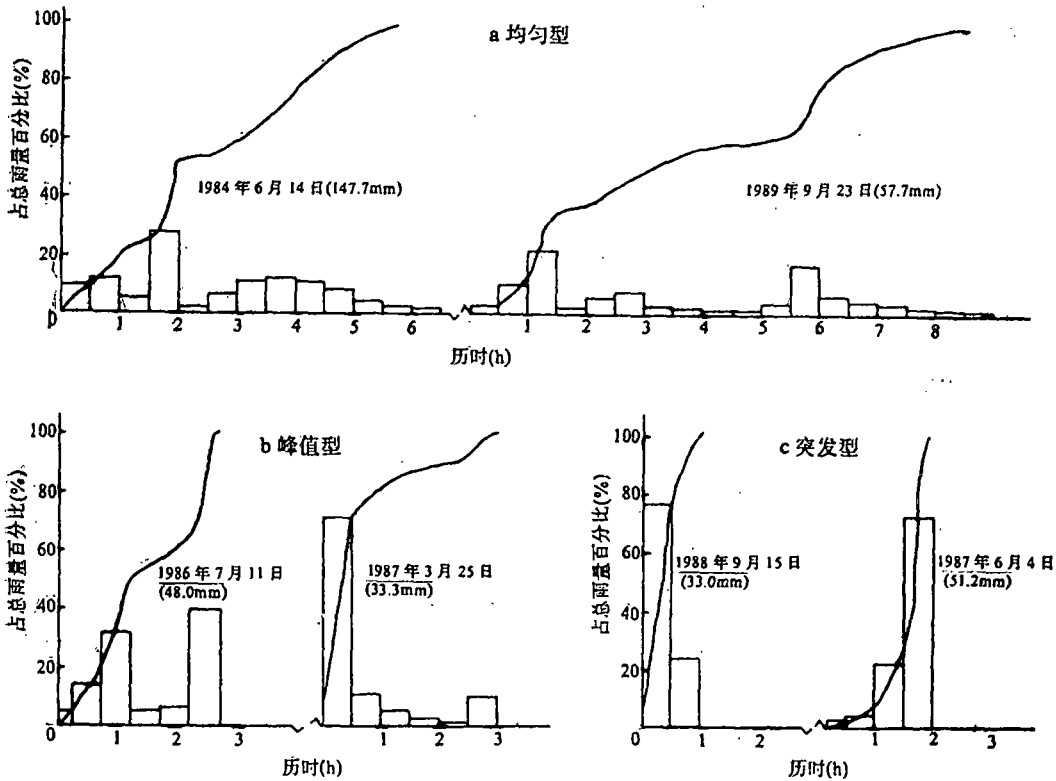 a 均匀型
占总雨量百分比(%)
100
80
60
40
20
0
1984 年 6 月 14 日(147.7mm)
1989 年 9 月 23 日(57.7mm)
1 2 3 4 5 6 1 2 3 4 5 6 7 8
历时(h)
b 峰值型
占总雨量百分比(%)
100
80
60
40
20
0
1986 年 7 月 11 日
(48.0mm)
1987 年 3 月 25 日
(33.3mm)
1 2 3 3
历时(h)
c 突发型
占总雨量百分比(%)
100
80
60
40
20
0
1988 年 9 月 15 日
(33.0mm)
1987 年 6 月 4 日
(51.2mm)
1 2 1 2 3
历时(h)